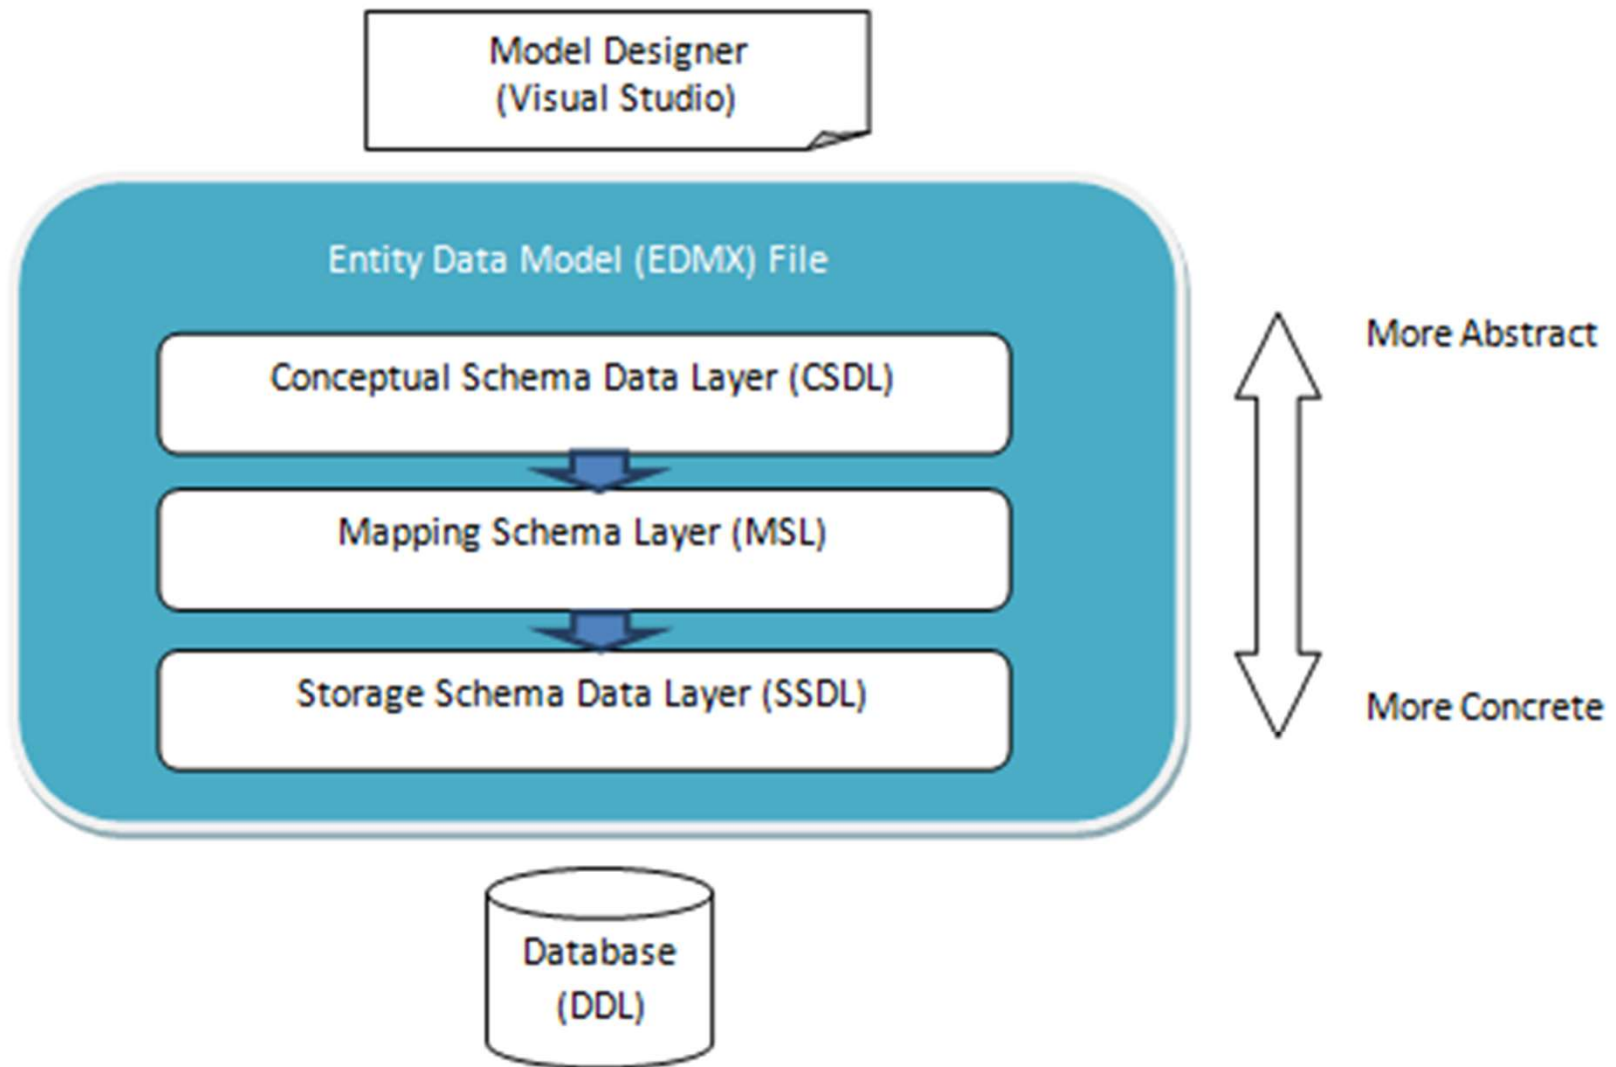 Model Designer
(Visual Studio)
Entity Data Model (EDMX) File
Conceptual Schema Data Layer (CSDL)
Mapping Schema Layer (MSL)
Storage Schema Data Layer (SSDL)
More Abstract
More Concrete
Database
(DDL)